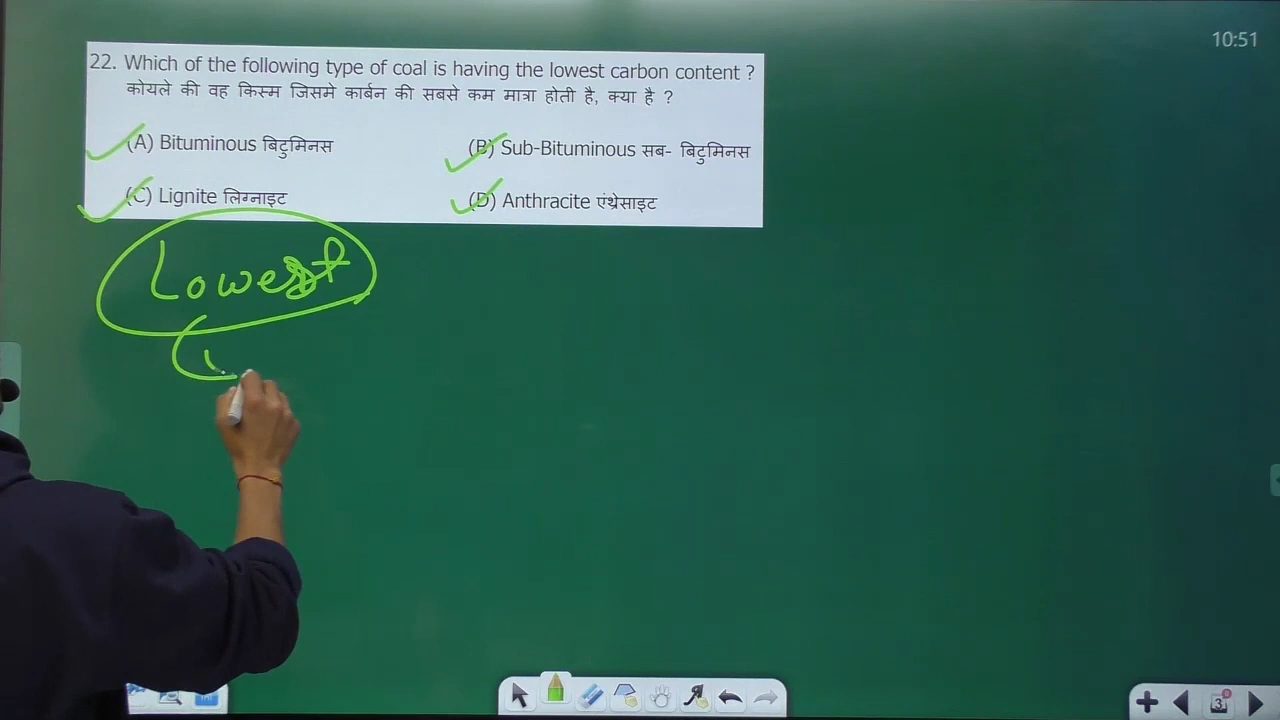 10:51
22. Which of the following type of coal is having the lowest carbon content ?
कोयले की वह किस्म जिसमे कार्बन की सबसे कम मात्रा होती है, क्या है ?
(A) Bituminous बिटुमिनस
(B) Sub-Bituminous सब- बिटुमिनस
(C) Lignite लिग्नाइट
(D) Anthracite एंथ्रेसाइट
Lowest